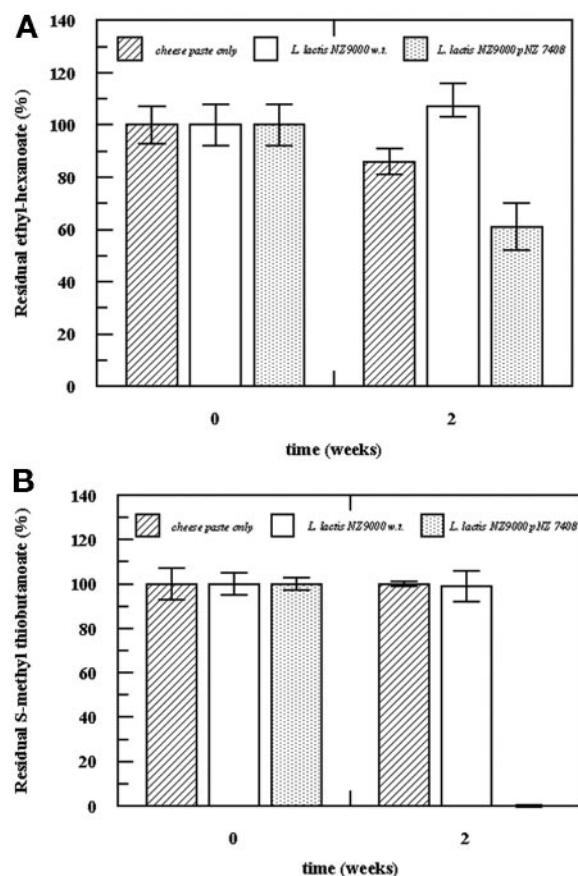 A
140
cheese paste only
L. lactis NZ9000 w.t.
L. lactis NZ9000 pNZ 7408
120
100
80
60
40
20
0
Residual ethyl-hexanoate (%)
0
2
time (weeks)
B
140
cheese paste only
L. lactis NZ9000 w.t.
L. lactis NZ9000 pNZ 7408
120
100
80
60
40
20
0
Residual S-methyl thiobutanoate (%)
0
2
time (weeks)